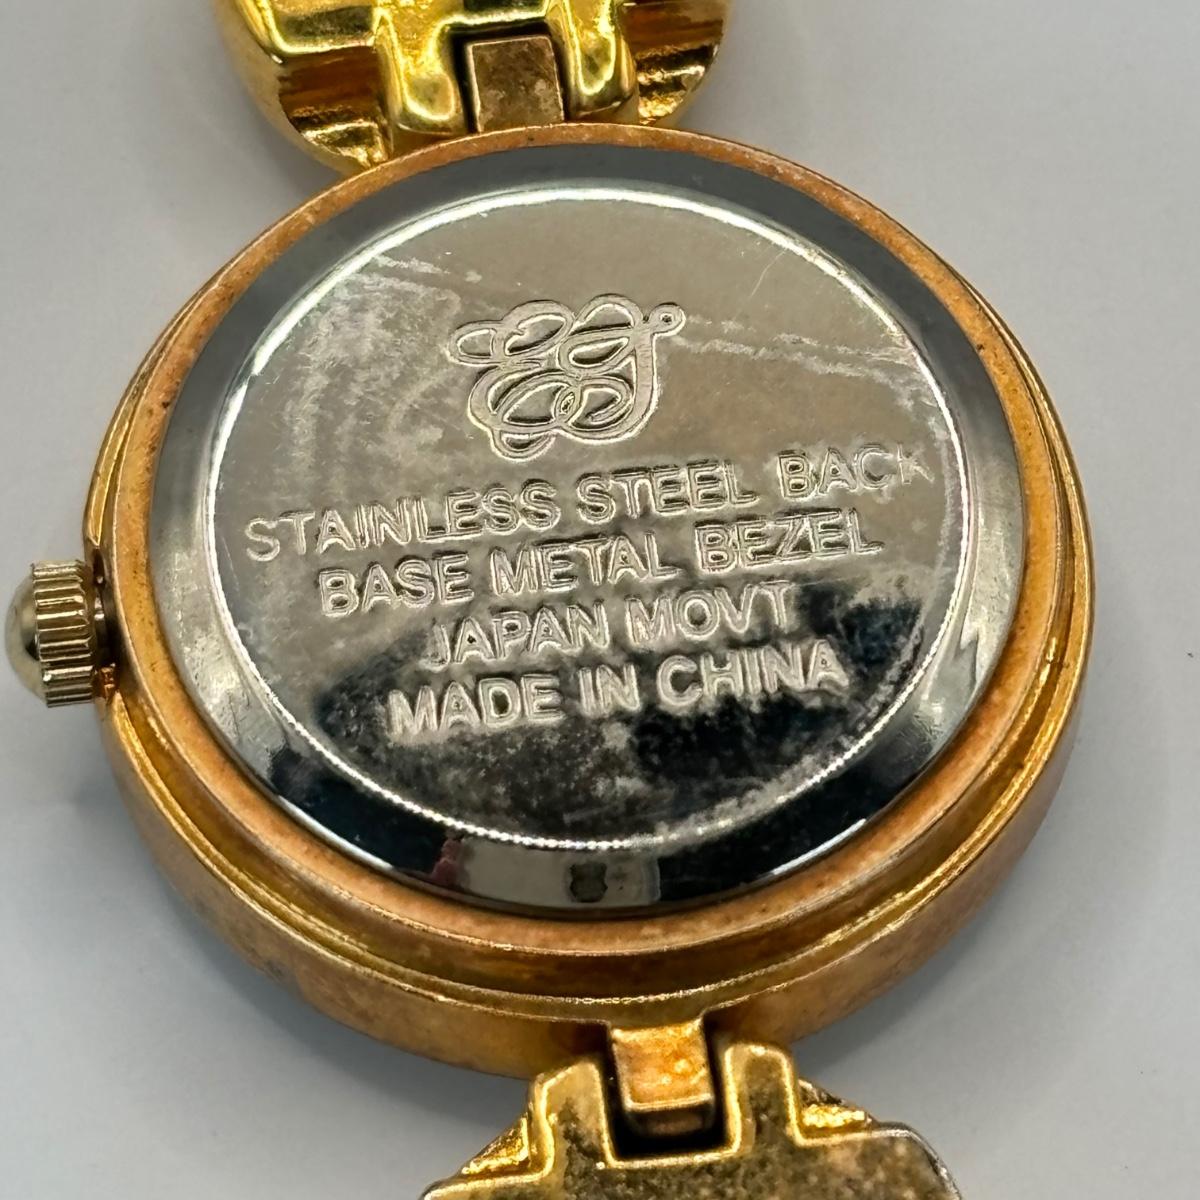 STAINLESS STEEL BACK
BASE METAL BEZEL
JAPAN MOVT
MADE IN CHINA